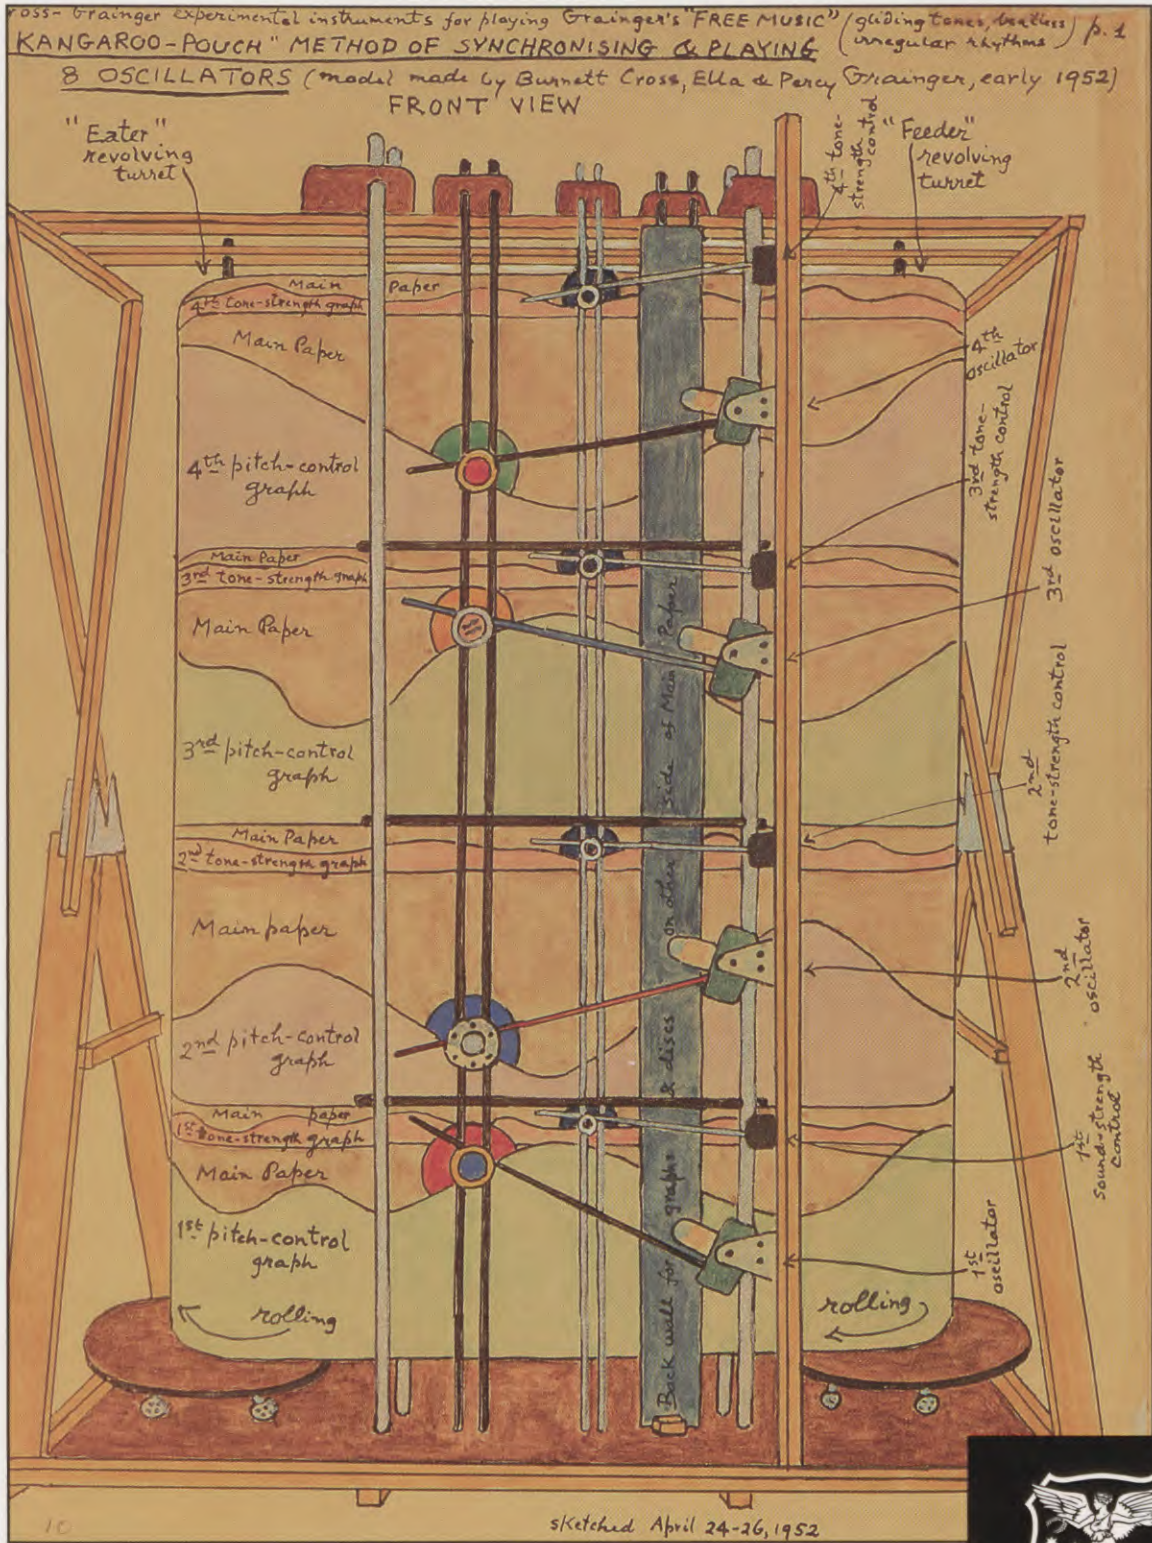 ross-Grainger experimental instruments for playing Grainger's "FREE MUSIC" (gliding tones, beatless irregular rhythms) p. 1
KANGAROO-POUCH" METHOD OF SYNCHRONISING & PLAYING
8 OSCILLATORS (model made by Burnett Cross, Ella & Percy Grainger, early 1952)
FRONT VIEW
"Eater"
revolving
turret
4th tone-
strength
control
"Feeder"
revolving
turret
Main Paper
4th tone-strength graph
Main Paper
4th
oscillator
4th pitch-control
graph
3rd tone-
strength control
Main Paper
3rd tone-strength graph
Main Paper
3rd oscillator
3rd pitch-control
graph
2nd
tone-strength control
Main Paper
2nd tone-strength graph
Main paper
2nd
oscillator
2nd pitch-control
graph
Main paper
1st tone-strength graph
Main Paper
1st
Sound-strength
control
1st pitch-control
graph
1st
oscillator
Back wall for graphs & discs on other side of Main Paper
rolling
rolling
10
sketched April 24-26, 1952